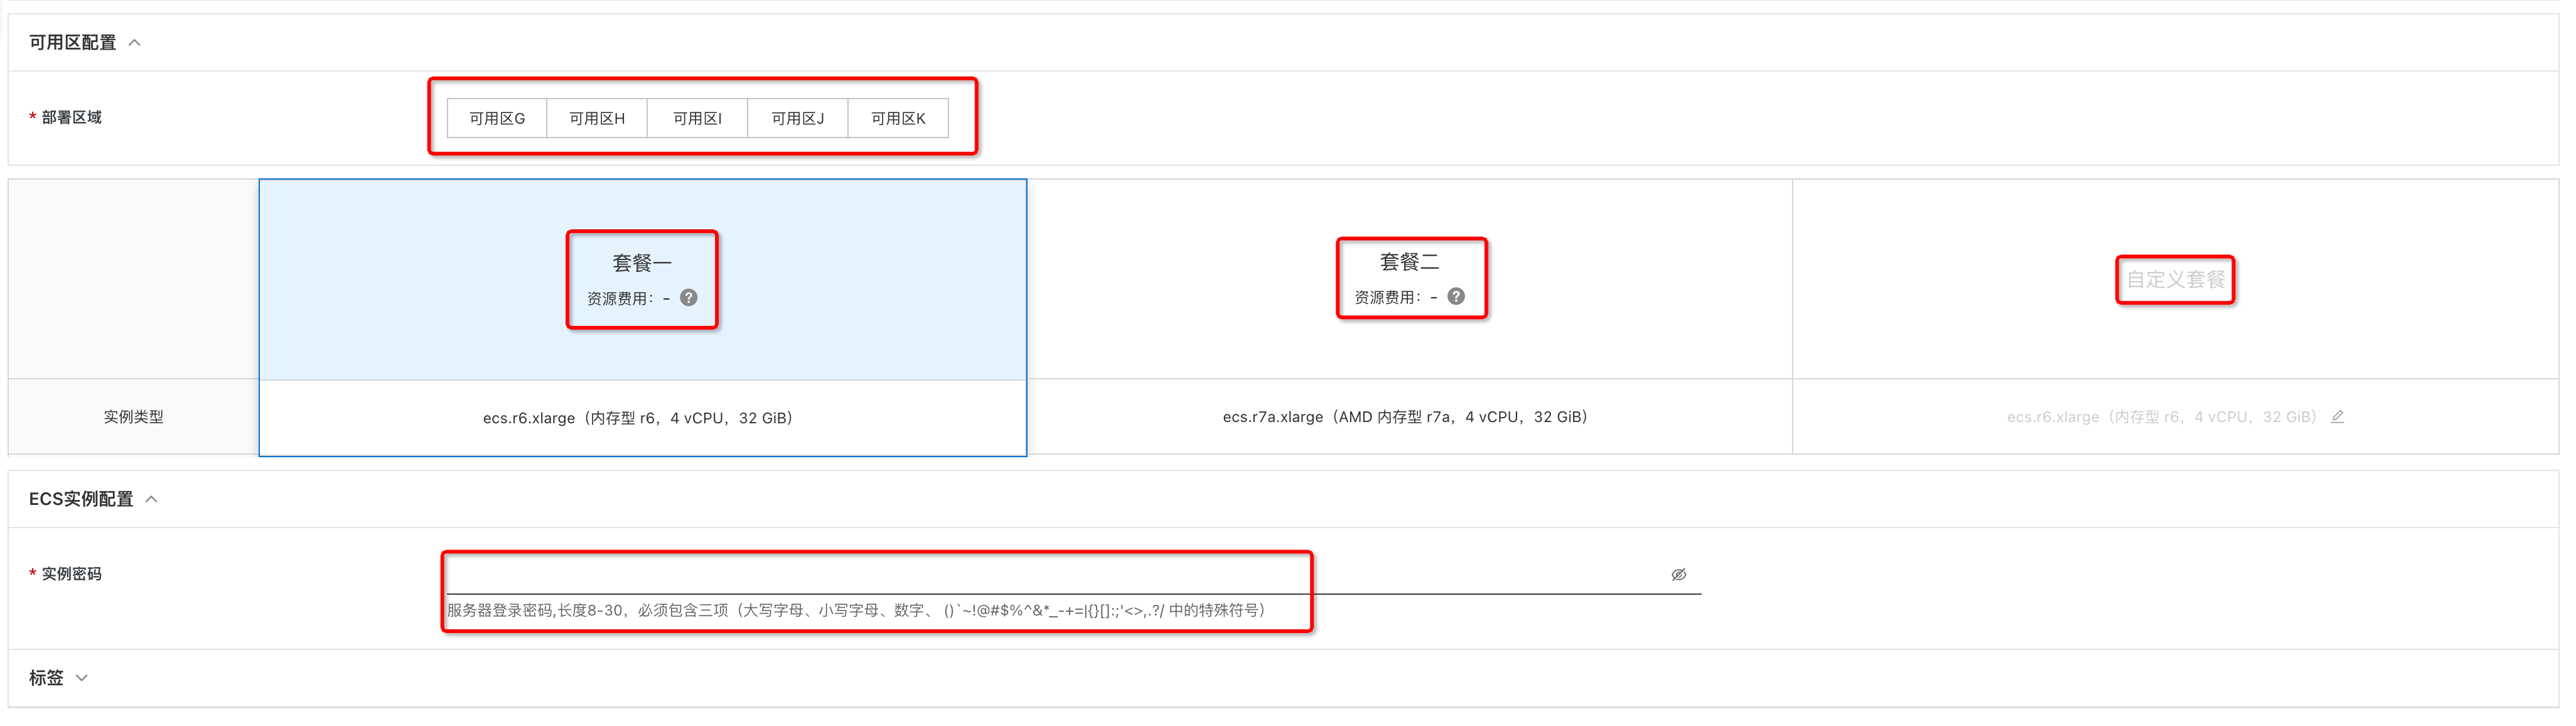 可用区配置
* 部署区域
可用区G 可用区H 可用区I 可用区J 可用区K
套餐一
资源费用： - ?
套餐二
资源费用： - ?
自定义套餐
实例类型
ecs.r6.xlarge（内存型 r6，4 vCPU，32 GiB）
ecs.r7a.xlarge（AMD 内存型 r7a，4 vCPU，32 GiB）
ecs.r6.xlarge（内存型 r6，4 vCPU，32 GiB）
ECS实例配置
* 实例密码
服务器登录密码,长度8-30，必须包含三项（大写字母、小写字母、数字、 ()`~!@#$%^&*_-+=|{}[]:;'<>,.?/ 中的特殊符号）
标签